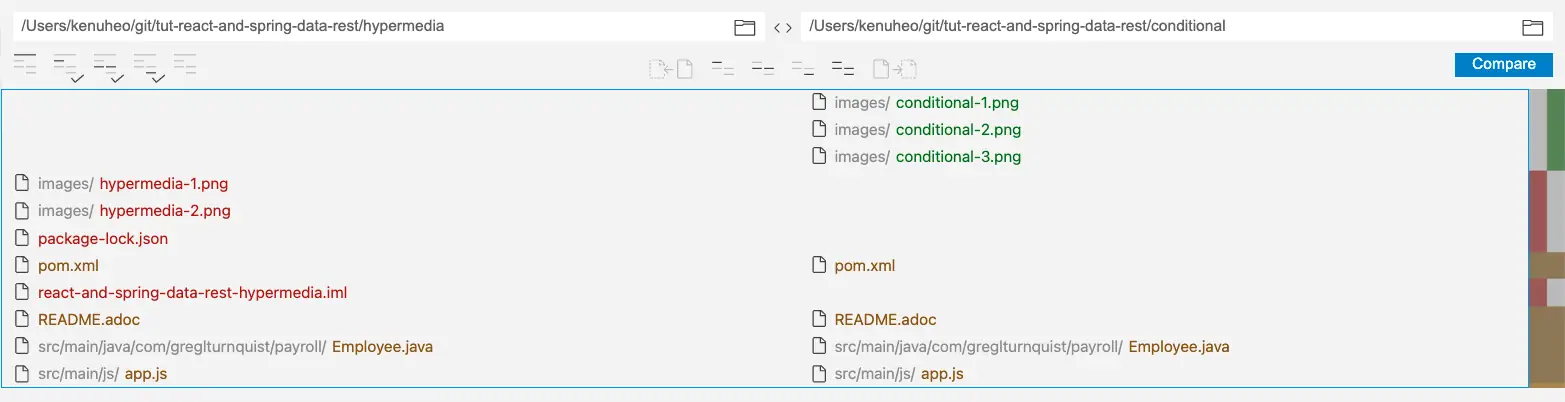 /Users/kenuheo/git/tut-react-and-spring-data-rest/hypermedia /Users/kenuheo/git/tut-react-and-spring-data-rest/conditional
Compare
images/ conditional-1.png
images/ conditional-2.png
images/ conditional-3.png
images/ hypermedia-1.png
images/ hypermedia-2.png
package-lock.json
pom.xml pom.xml
react-and-spring-data-rest-hypermedia.iml
README.adoc README.adoc
src/main/java/com/greglturnquist/payroll/ Employee.java src/main/java/com/greglturnquist/payroll/ Employee.java
src/main/js/ app.js src/main/js/ app.js